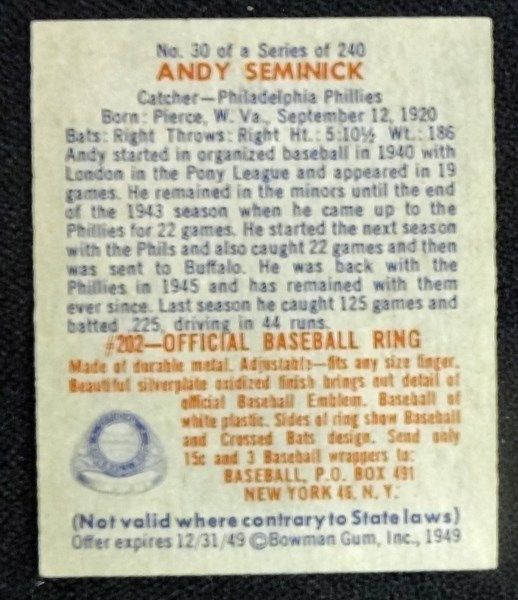 No. 30 of a Series of 240
ANDY SEMINICK
Catcher—Philadelphia Phillies
Born: Pierce, W. Va., September 12, 1920
Bats: Right Throws: Right Ht.: 5:10½ Wt.: 186
Andy started in organized baseball in 1940 with
London in the Pony League and appeared in 19
games. He remained in the minors until the end
of the 1943 season when he came up to the
Phillies for 22 games. He started the next season
with the Phils and also caught 22 games and then
was sent to Buffalo. He was back with the
Phillies in 1945 and has remained with them
ever since. Last season he caught 125 games and
batted .225, driving in 44 runs.
#202—OFFICIAL BASEBALL RING
Made of durable metal. Adjustable—fits any size finger.
Beautiful silverplate oxidized finish brings out detail of
official Baseball Emblem. Baseball of
white plastic. Sides of ring show Baseball
and Crossed Bats design. Send only
15c and 3 Baseball wrappers to:
BASEBALL, P.O. BOX 491
NEW YORK 46, N. Y.
(Not valid where contrary to State laws)
Offer expires 12/31/49 ©Bowman Gum, Inc., 1949